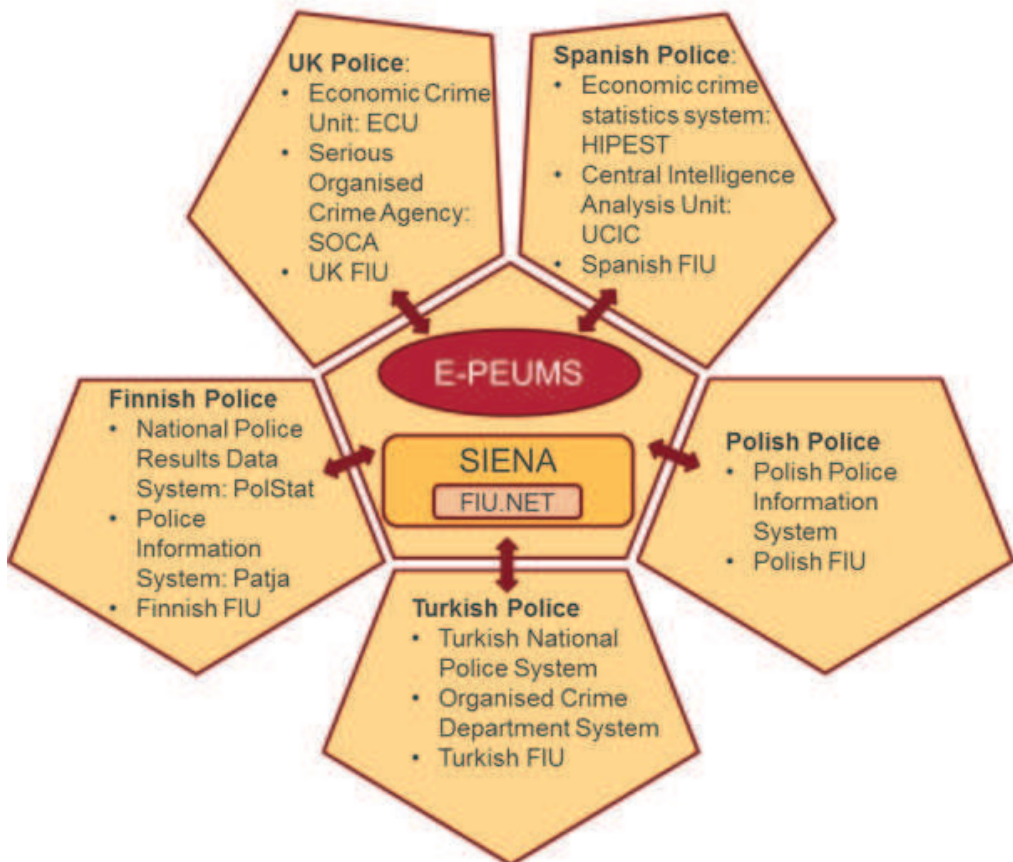 UK Police:
• Economic Crime
Unit: ECU
• Serious
Organised
Crime Agency:
SOCA
• UK FIU
Spanish Police:
• Economic crime
statistics system:
HIPEST
• Central Intelligence
Analysis Unit:
UCIC
• Spanish FIU
E-PEUMS
SIENA
FIU.NET
Finnish Police
• National Police
Results Data
System: PolStat
• Police
Information
System: Patja
• Finnish FIU
Polish Police
• Polish Police
Information
System
• Polish FIU
Turkish Police
• Turkish National
Police System
• Organised Crime
Department System
• Turkish FIU